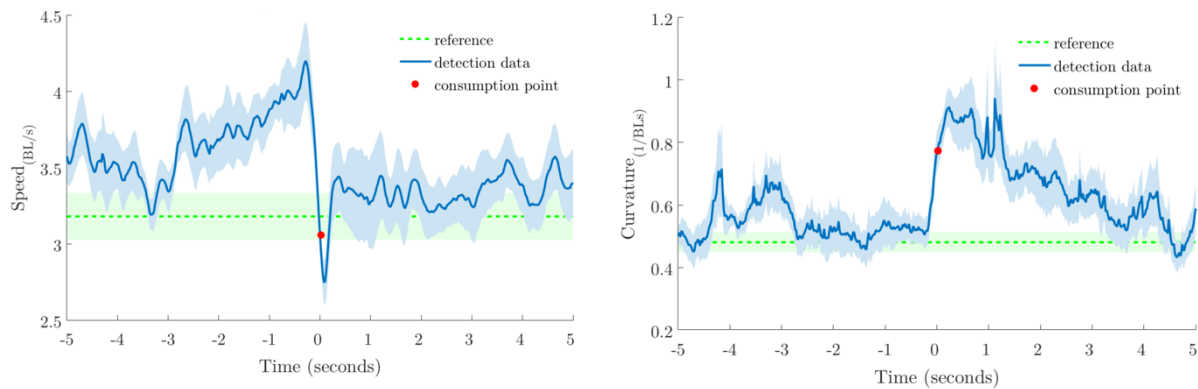 4.5
4
3.5
3
2.5
Speed(BL/s)
reference
detection data
consumption point
-5 -4 -3 -2 -1 0 1 2 3 4 5
Time (seconds)
1.2
1
0.8
0.6
0.4
0.2
Curvature(1/BLs)
reference
detection data
consumption point
-5 -4 -3 -2 -1 0 1 2 3 4 5
Time (seconds)